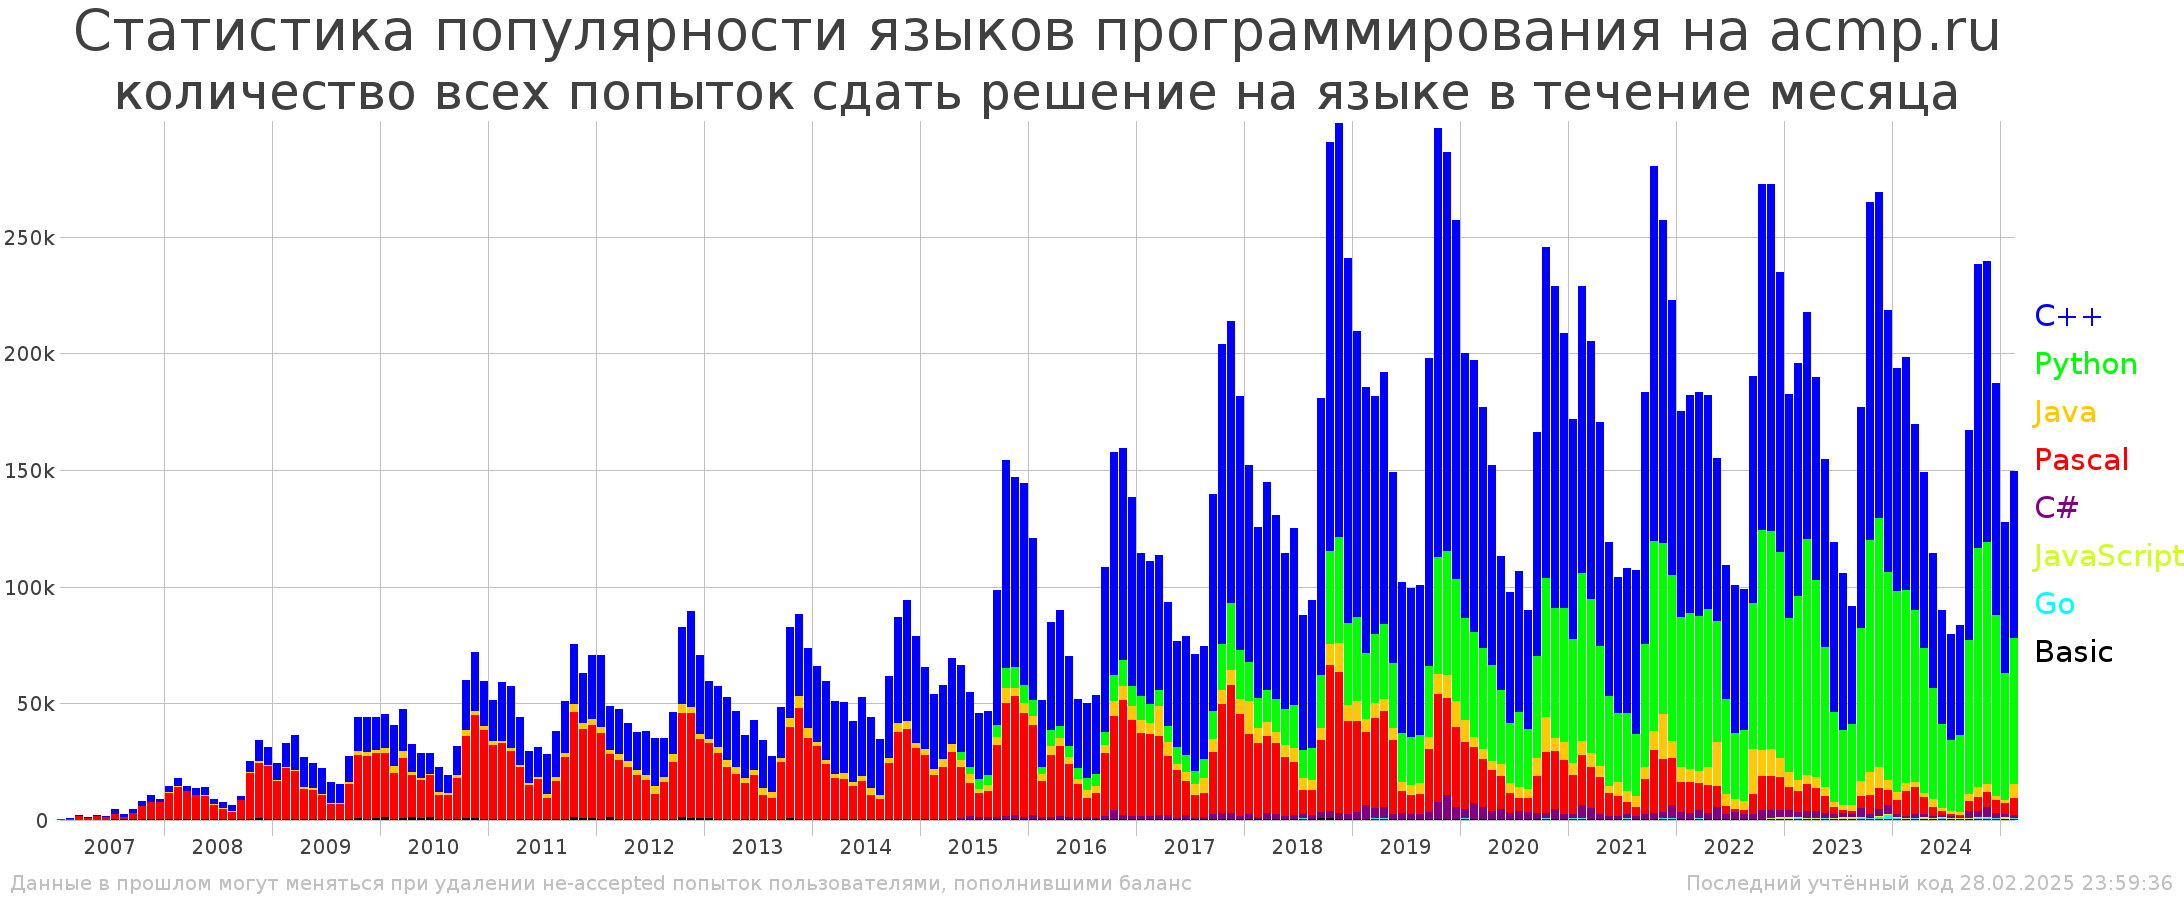 Статистика популярности языков программирования на acmp.ru
количество всех попыток сдать решение на языке в течение месяца
250k
200k
150k
100k
50k
0
C++
Python
Java
Pascal
C#
JavaScript
Go
Basic
2007 2008 2009 2010 2011 2012 2013 2014 2015 2016 2017 2018 2019 2020 2021 2022 2023 2024
Данные в прошлом могут меняться при удалении не-accepted попыток пользователями, пополнившими баланс
Последний учтённый код 28.02.2025 23:59:36